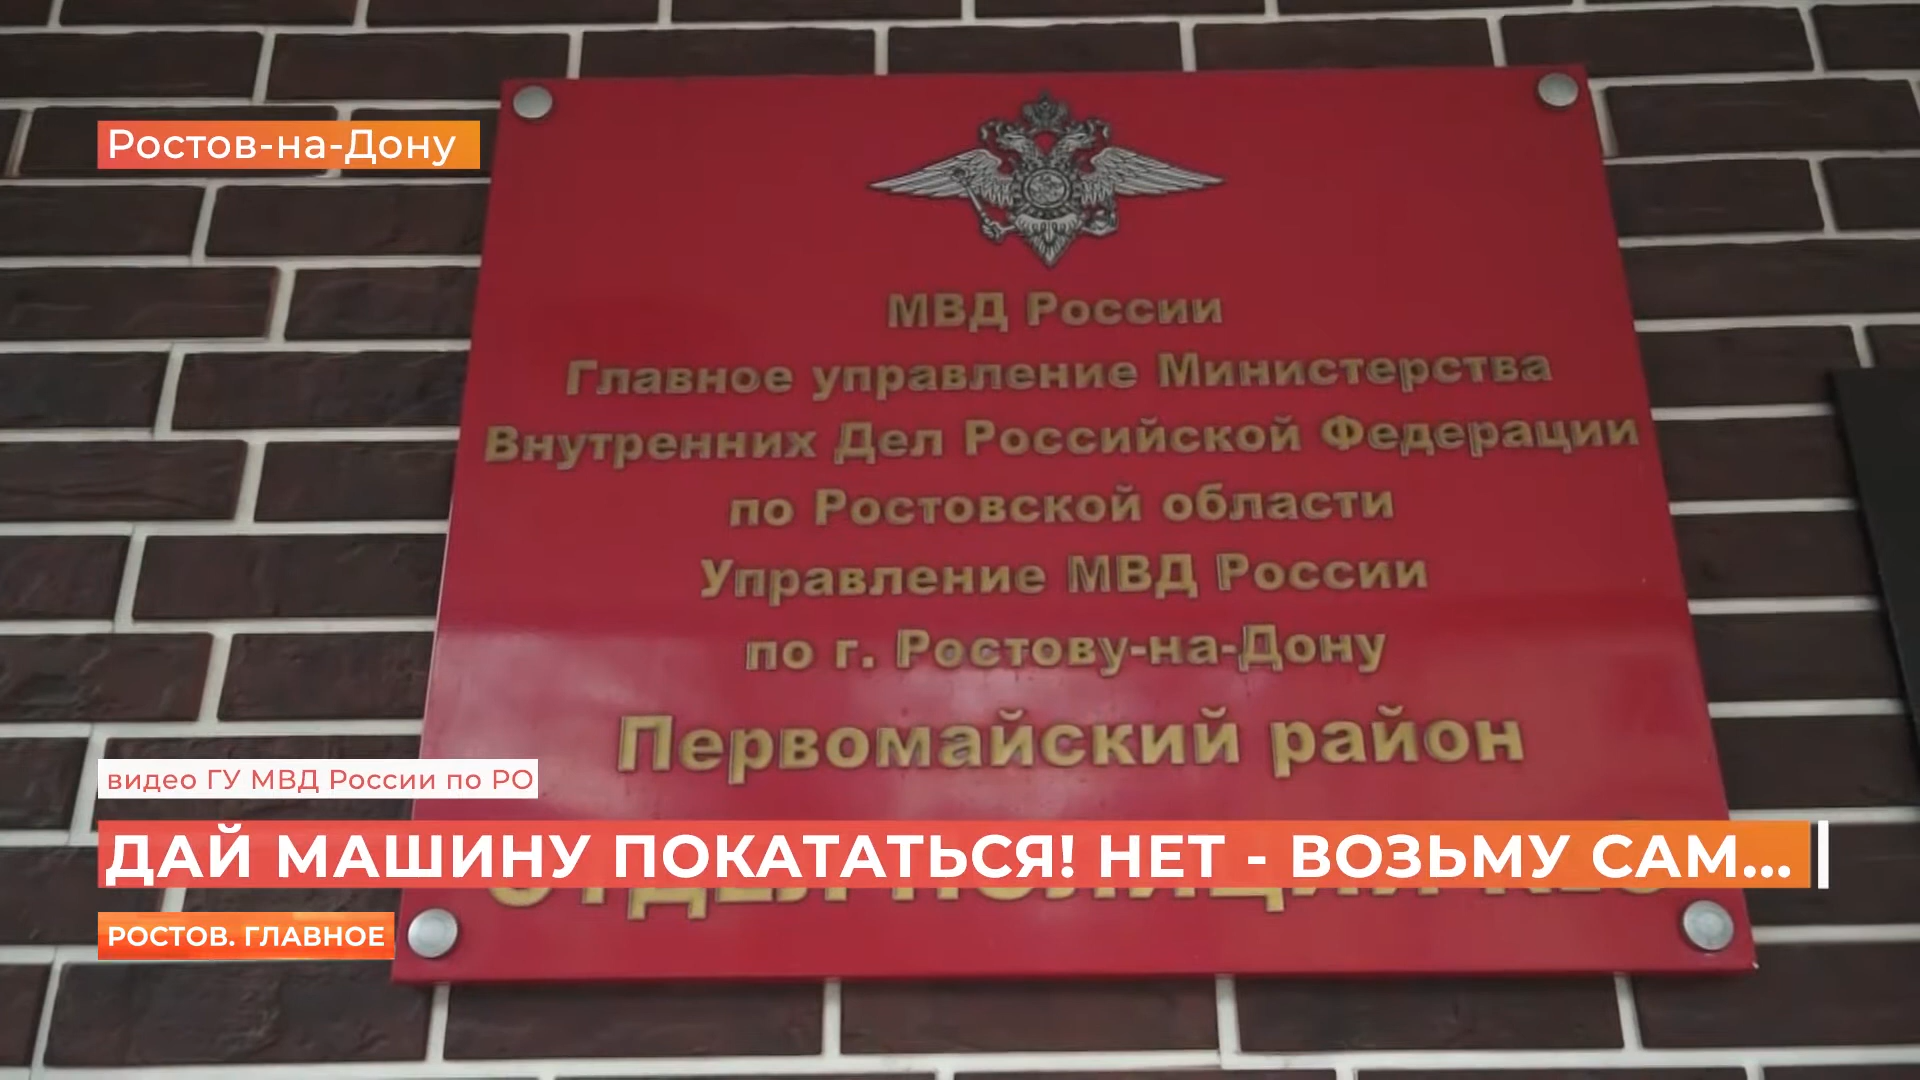 Ростов-на-Дону
МВД России
Главное управление Министерства
Внутренних Дел Российской Федерации
по Ростовской области
Управление МВД России
по г. Ростову-на-Дону
Первомайский район
видео ГУ МВД России по РО
ДАЙ МАШИНУ ПОКАТАТЬСЯ! НЕТ - ВОЗЬМУ САМ...
РОСТОВ. ГЛАВНОЕ